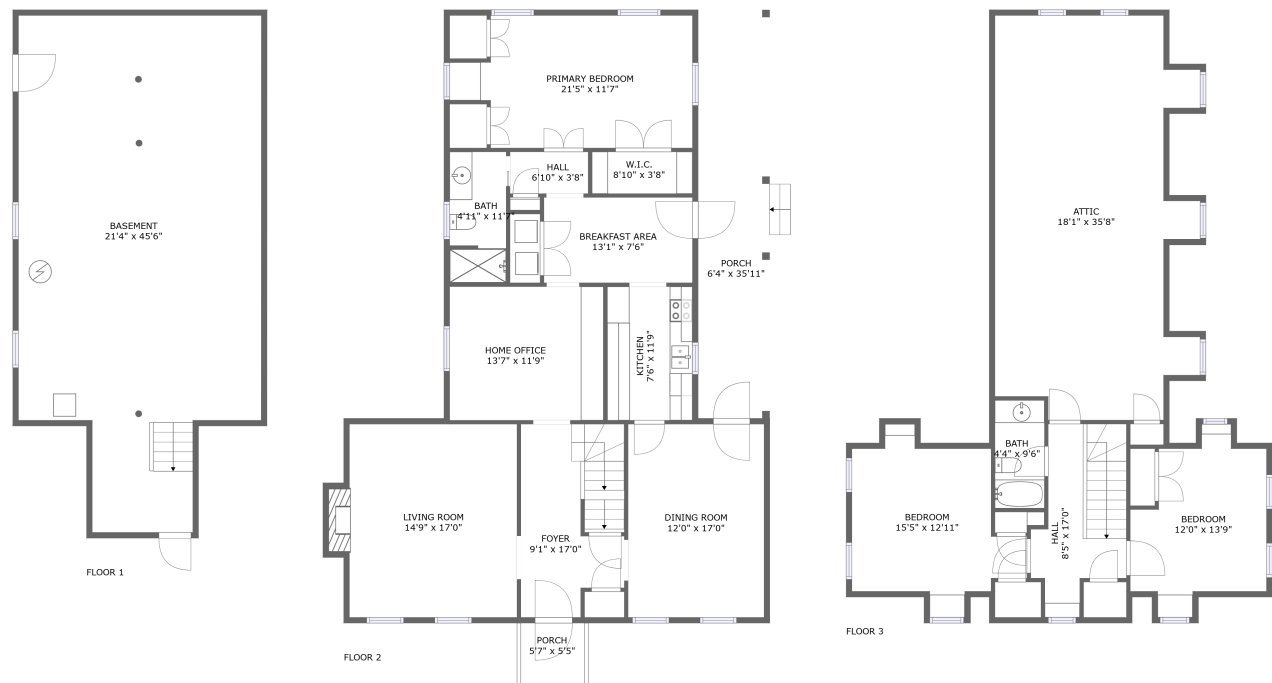 BASEMENT
21'4" x 45'6"
FLOOR 1
PRIMARY BEDROOM
21'5" x 11'7"
HALL
6'10" x 3'8"
W.I.C.
8'10" x 3'8"
BATH
4'11" x 11'7"
BREAKFAST AREA
13'1" x 7'6"
PORCH
6'4" x 35'11"
HOME OFFICE
13'7" x 11'9"
KITCHEN
7'6" x 11'9"
LIVING ROOM
14'9" x 17'0"
FOYER
9'1" x 17'0"
DINING ROOM
12'0" x 17'0"
PORCH
5'7" x 5'5"
FLOOR 2
ATTIC
18'1" x 35'8"
BATH
4'4" x 9'6"
BEDROOM
15'5" x 12'11"
HALL
8'5" x 17'0"
BEDROOM
12'0" x 13'9"
FLOOR 3